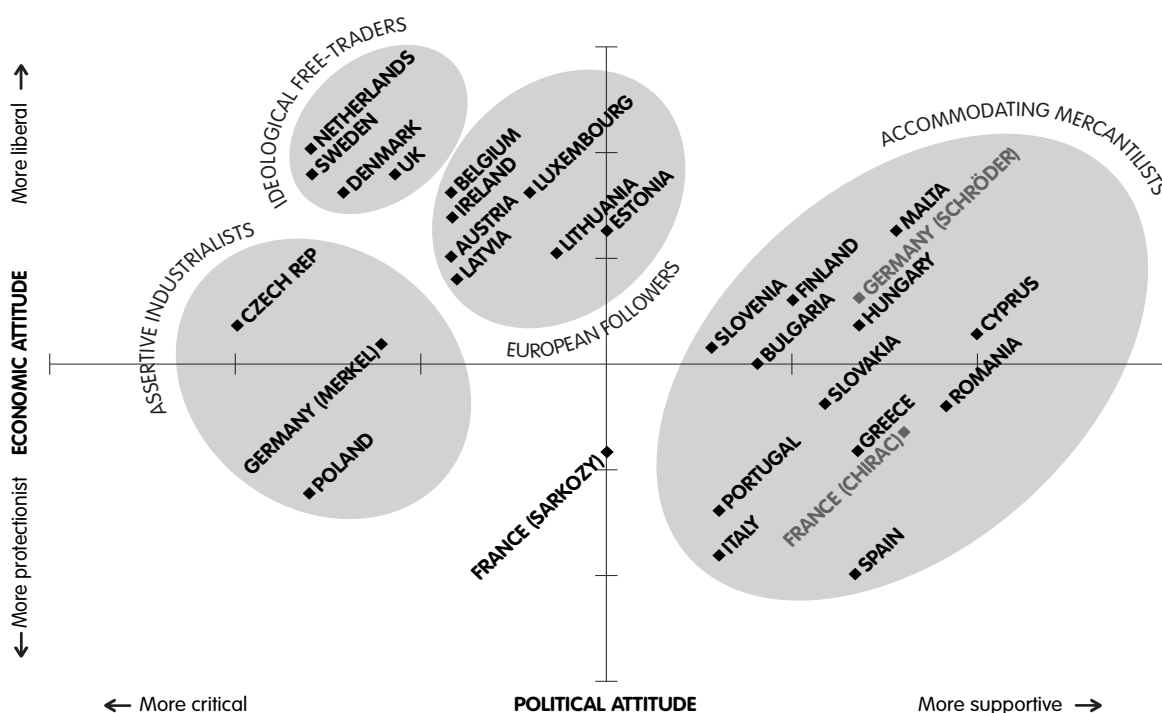 IDEOLOGICAL FREE-TRADERS
NETHERLANDS
SWEDEN
DENMARK
UK
BELGIUM
IRELAND
AUSTRIA
LATVIA
LUXEMBOURG
LITHUANIA
ESTONIA
EUROPEAN FOLLOWERS
ACCOMMODATING MERCANTILISTS
MALTA
GERMANY (SCHRÖDER)
FINLAND
HUNGARY
SLOVENIA
BULGARIA
CYPRUS
SLOVAKIA
ROMANIA
GREECE
FRANCE (CHIRAC)
PORTUGAL
ITALY
SPAIN
ASSERTIVE INDUSTRIALISTS
CZECH REP
GERMANY (MERKEL)
POLAND
FRANCE (SARKOZY)
More liberal
ECONOMIC ATTITUDE
More protectionist
More critical
POLITICAL ATTITUDE
More supportive